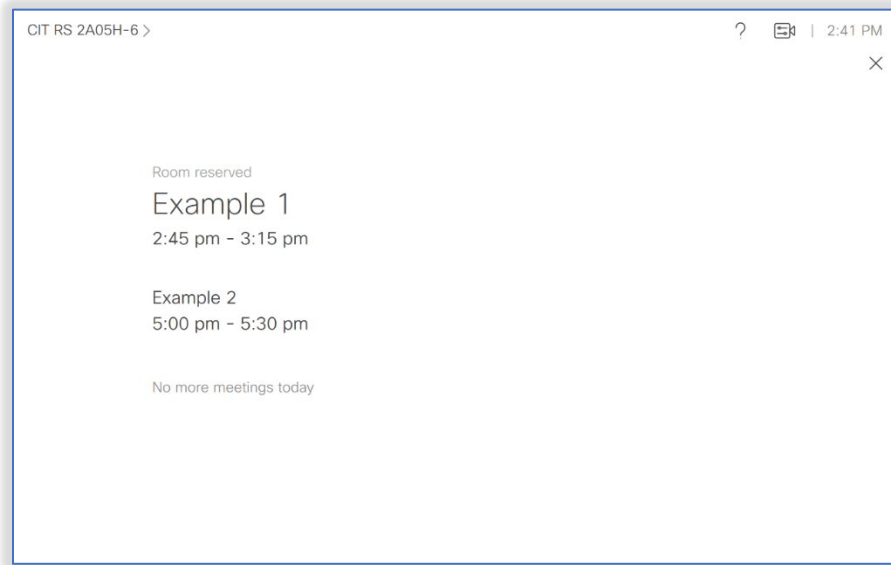 CIT RS 2A05H-6 >
? | 2:41 PM
Room reserved
Example 1
2:45 pm - 3:15 pm
Example 2
5:00 pm - 5:30 pm
No more meetings today